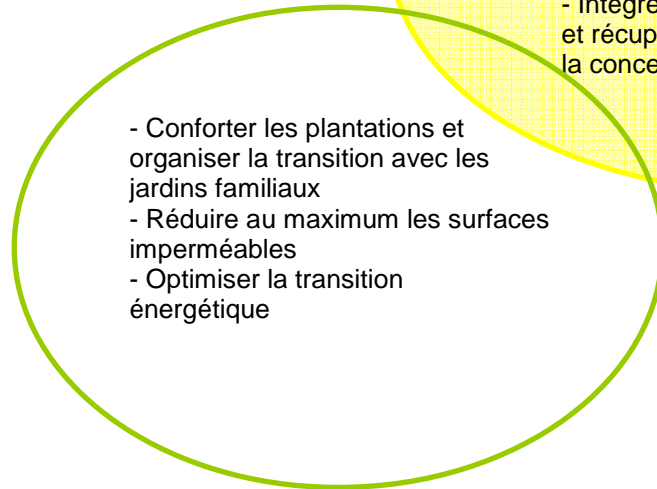 - Intégre
et récup
la conce
- Conforter les plantations et
organiser la transition avec les
jardins familiaux
- Réduire au maximum les surfaces
imperméables
- Optimiser la transition
énergétique